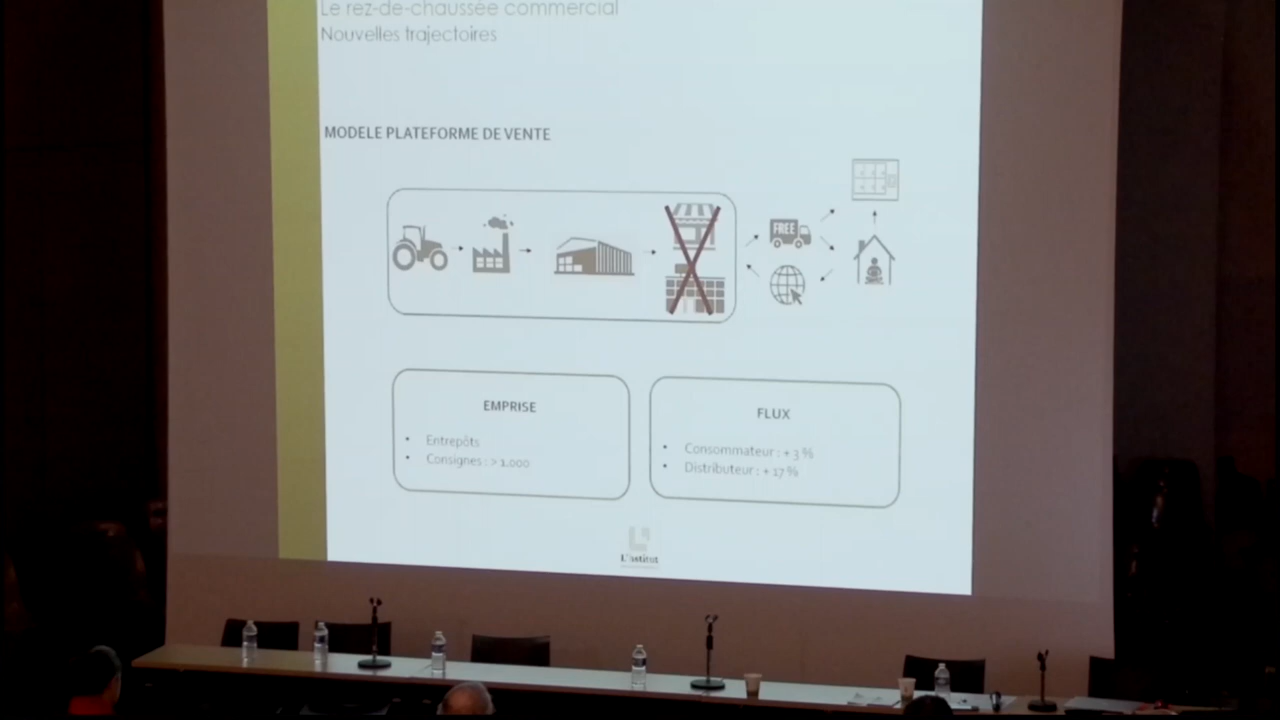 Le rez-de-chaussée commercial
Nouvelles trajectoires
MODELE PLATEFORME DE VENTE
FREE
EMPRISE
• Entrepôts
• Consignes : > 1.000
FLUX
• Consommateur : + 3 %
• Distributeur : + 17 %
L'institut